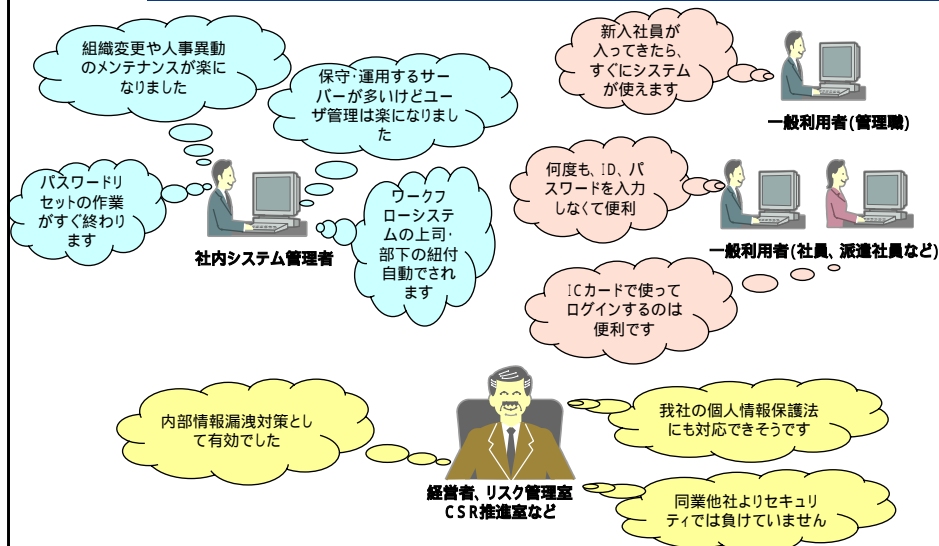 組織変更や人事異動
のメンテナンスが楽に
なりました
保守・運用するサー
バーが多いけどユー
ザ管理は楽になりまし
た
パスワードリ
セットの作業
がすぐ終わり
ます
ワークフ
ローシステ
ムの上司・
部下の紐付
自動でされ
ます
社内システム管理者
新入社員が
入ってきたら、
すぐにシステム
が使えます
一般利用者(管理職)
何度も、ID、パ
スワードを入力
しなくて便利
一般利用者(社員、派遣社員など)
ICカードで使って
ログインするのは
便利です
内部情報漏洩対策とし
て有効でした
経営者、リスク管理室
CSR推進室など
我社の個人情報保護法
にも対応できそうです
同業他社よりセキュリ
ティでは負けていません